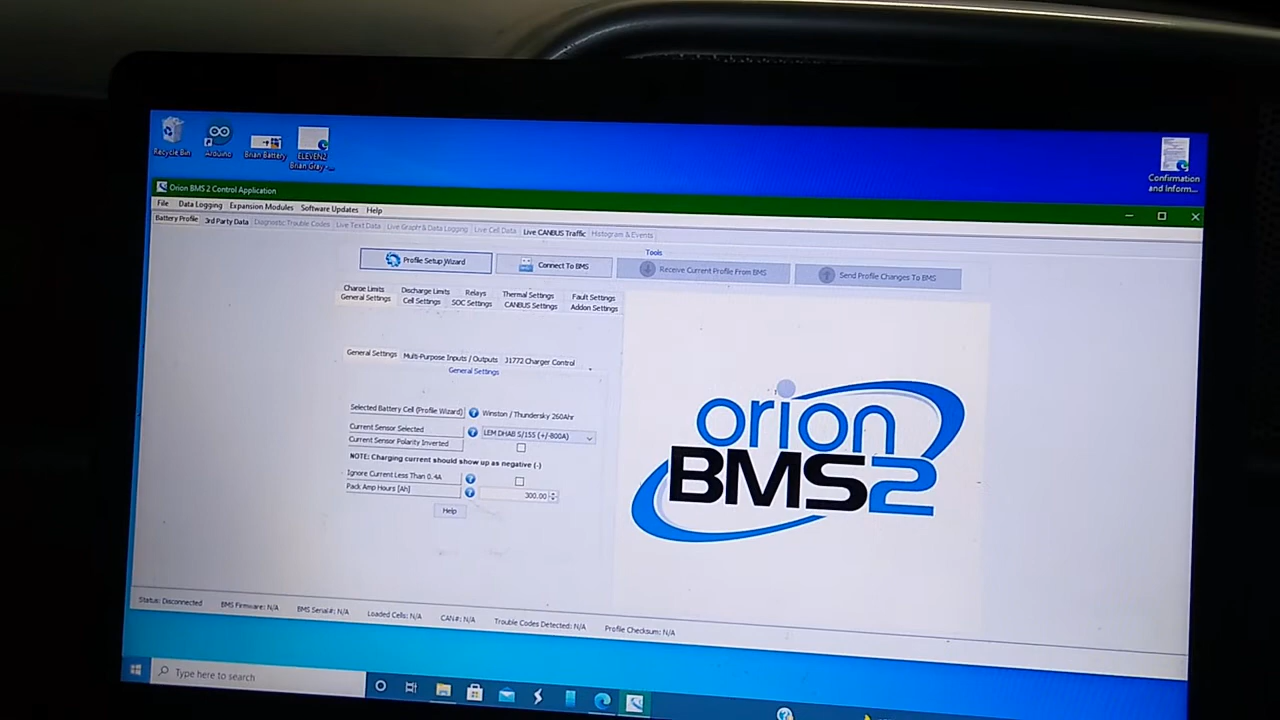 Recycle Bin
Arduino
Brian Battery
ELEVEN2
Brian Gray -...
Confirmation
and Inform...
Orion BMS 2 Control Application
File Data Logging Expansion Modules Software Updates Help
Battery Profile 3rd Party Data Diagnostic Trouble Codes Live Text Data Live Graph & Data Logging Live Cell Data Live CANBUS Traffic Histogram & Events
Tools
Profile Setup Wizard Connect To BMS Receive Current Profile From BMS Send Profile Changes To BMS
Charge Limits Discharge Limits Relays Thermal Settings Fault Settings
General Settings Cell Settings SOC Settings CANBUS Settings Addon Settings
General Settings Multi-Purpose Inputs / Outputs J1772 Charger Control
General Settings
Selected Battery Cell (Profile Wizard) Winston / Thundersky 260Ahr
Current Sensor Selected LEM DHAB S/155 (+/-800A)
Current Sensor Polarity Inverted
NOTE: Charging current should show up as negative (-)
Ignore Current Less Than 0.4A
Pack Amp Hours [Ah] 300.00
Help
orion
BMS2
Status: Disconnected BMS Firmware: N/A BMS Serial#: N/A Loaded Cells: N/A CAN#: N/A Trouble Codes Detected: N/A Profile Checksum: N/A
Type here to search